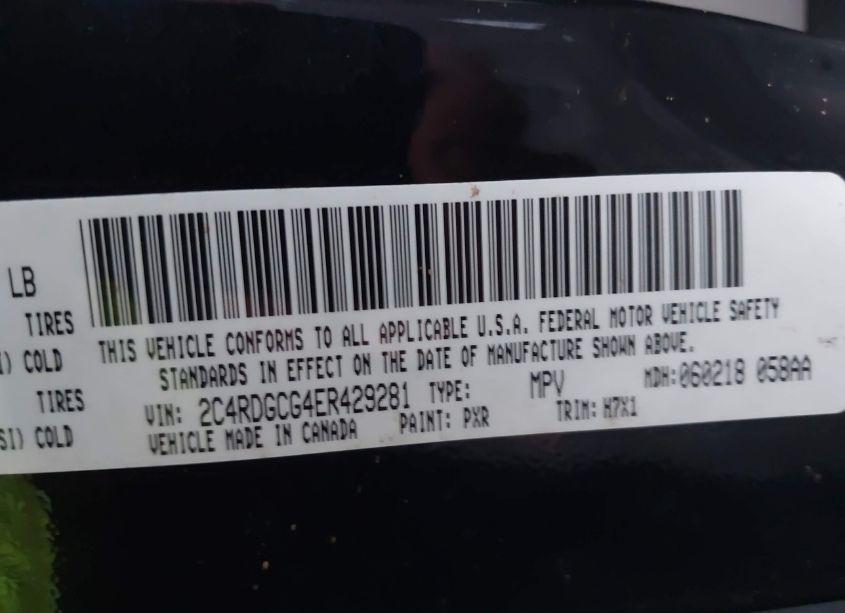 LB
TIRES
I) COLD
TIRES
SI) COLD
THIS VEHICLE CONFORMS TO ALL APPLICABLE U.S.A. FEDERAL MOTOR VEHICLE SAFETY
STANDARDS IN EFFECT ON THE DATE OF MANUFACTURE SHOWN ABOVE.
VIN: 2C4RDGCG4ER429281 TYPE: MPV MDH:060218 058AA
VEHICLE MADE IN CANADA PAINT: PXR TRIM: H7X1